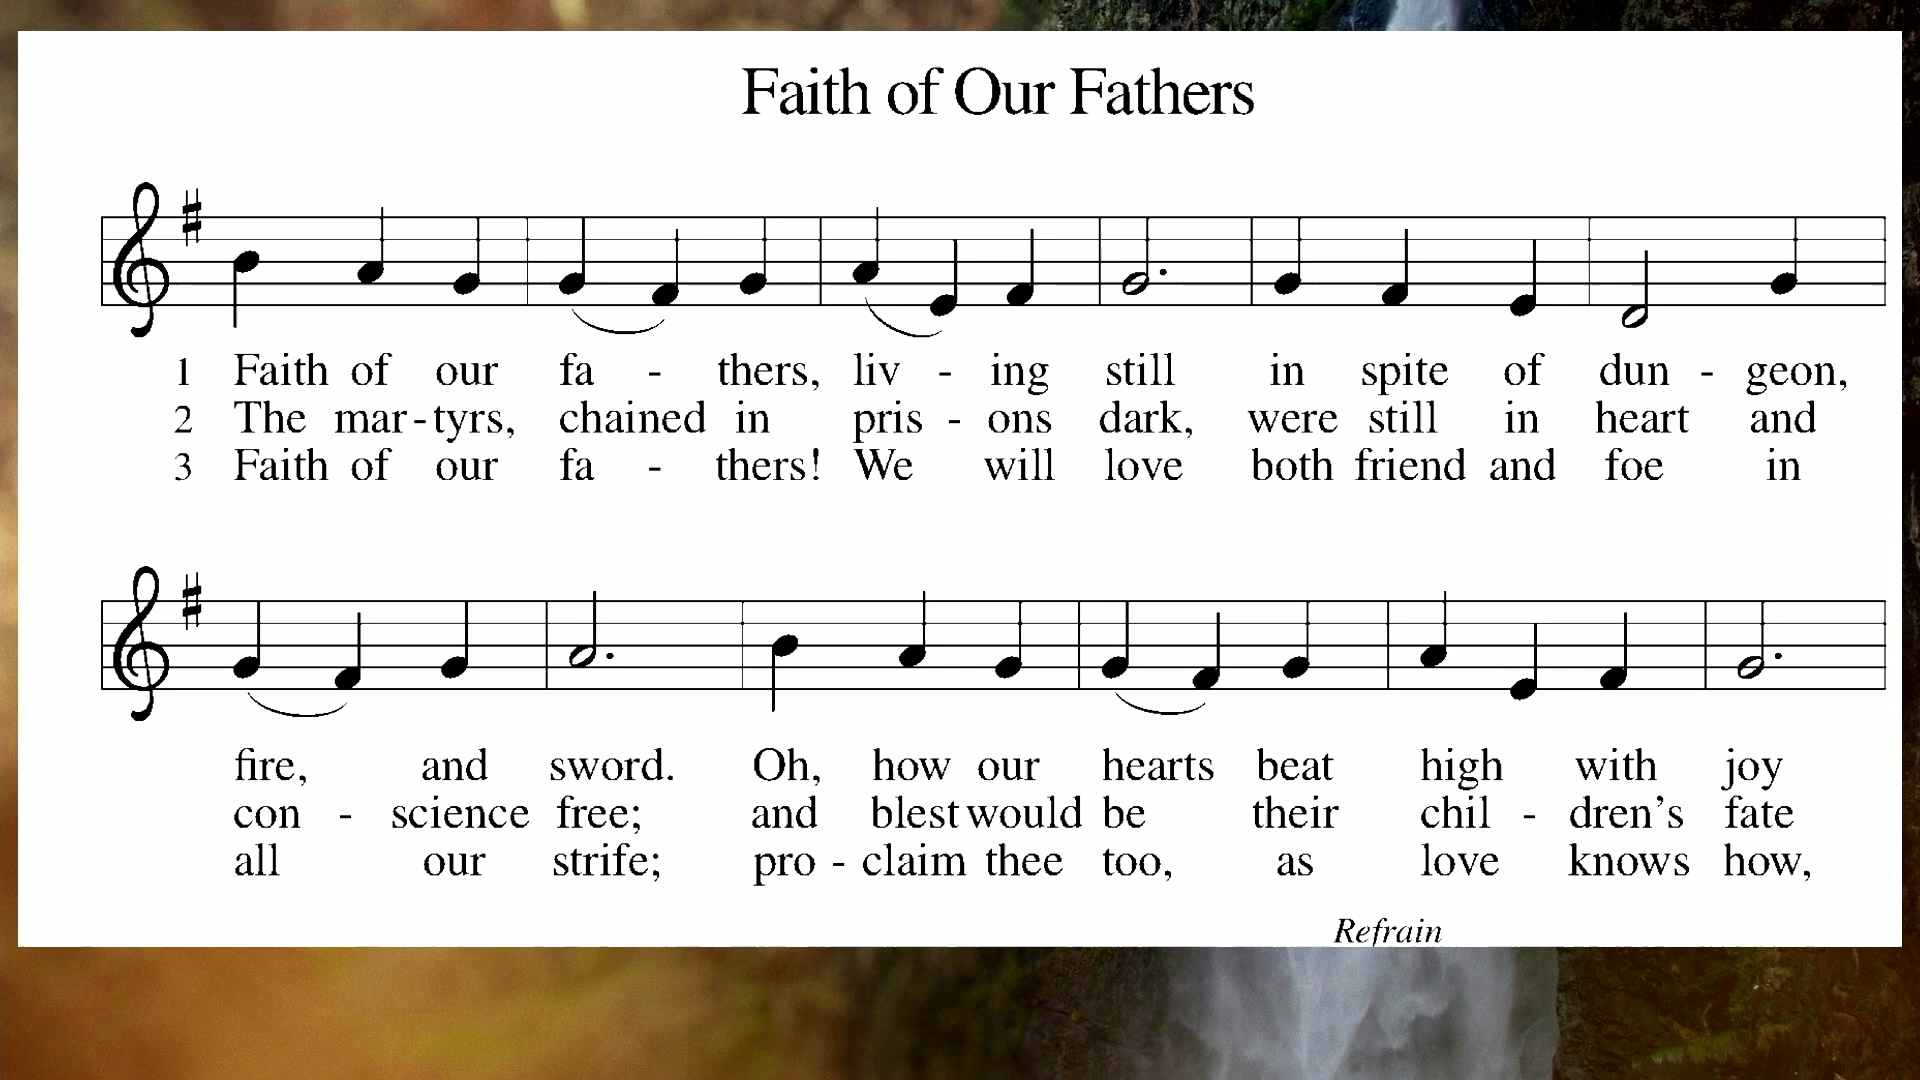 Faith of Our Fathers
1 Faith of our fa - thers, liv - ing still in spite of dun - geon,
2 The mar - tyrs, chained in pris - ons dark, were still in heart and
3 Faith of our fa - thers! We will love both friend and foe in
fire, and sword. Oh, how our hearts beat high with joy
con - science free; and blest would be their chil - dren's fate
all our strife; pro - claim thee too, as love knows how,
Refrain